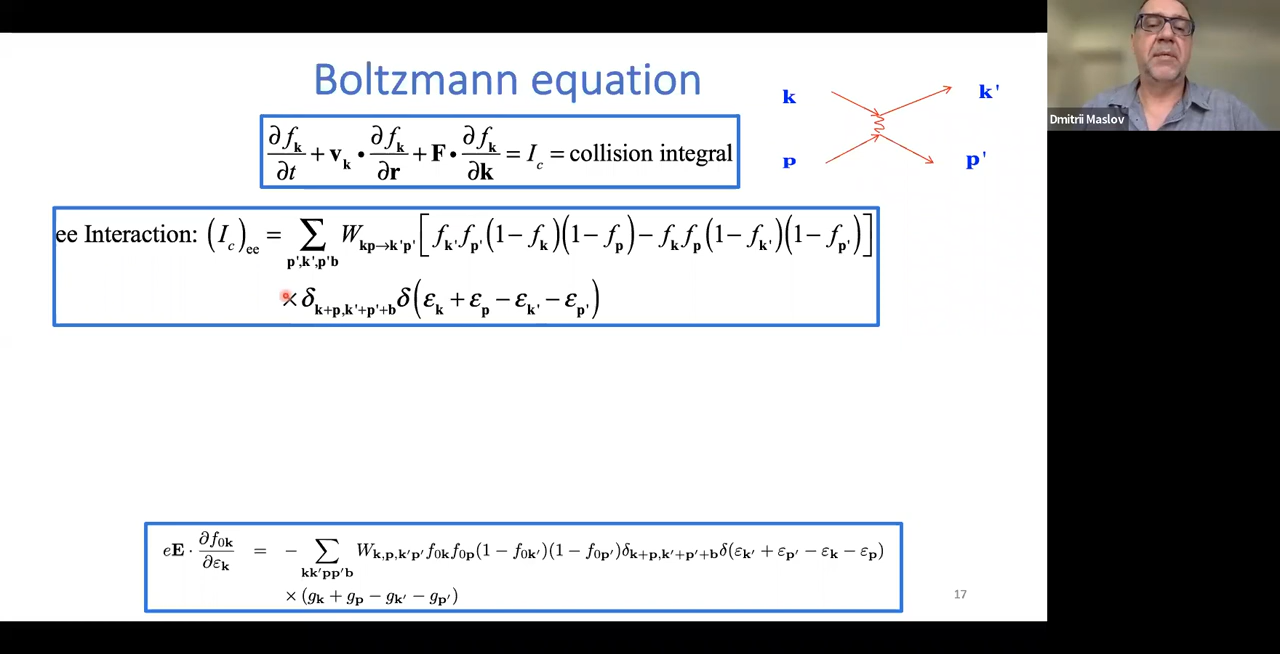 Boltzmann equation
∂f_𝐤/∂t + 𝐯_𝐤 • ∂f_𝐤/∂𝐫 + 𝐅 • ∂f_𝐤/∂𝐤 = I_c = collision integral
k k'
p p'
Dmitrii Maslov
ee Interaction: (I_c)_ee = ∑_{p',k',p'b} W_{kp→k'p'} [f_{k'} f_{p'} (1 − f_k)(1 − f_p) − f_k f_p (1 − f_{k'})(1 − f_{p'})]
× δ_{k+p,k'+p'+b} δ(ε_k + ε_p − ε_{k'} − ε_{p'})
eE · ∂f_{0k}/∂ε_k = − ∑_{kk′pp′b} W_{k,p,k′p′} f_{0k} f_{0p} (1 − f_{0k′})(1 − f_{0p′}) δ_{k+p,k′+p′+b} δ(ε_{k′} + ε_{p′} − ε_k − ε_p)
× (g_k + g_p − g_{k′} − g_{p′})
17